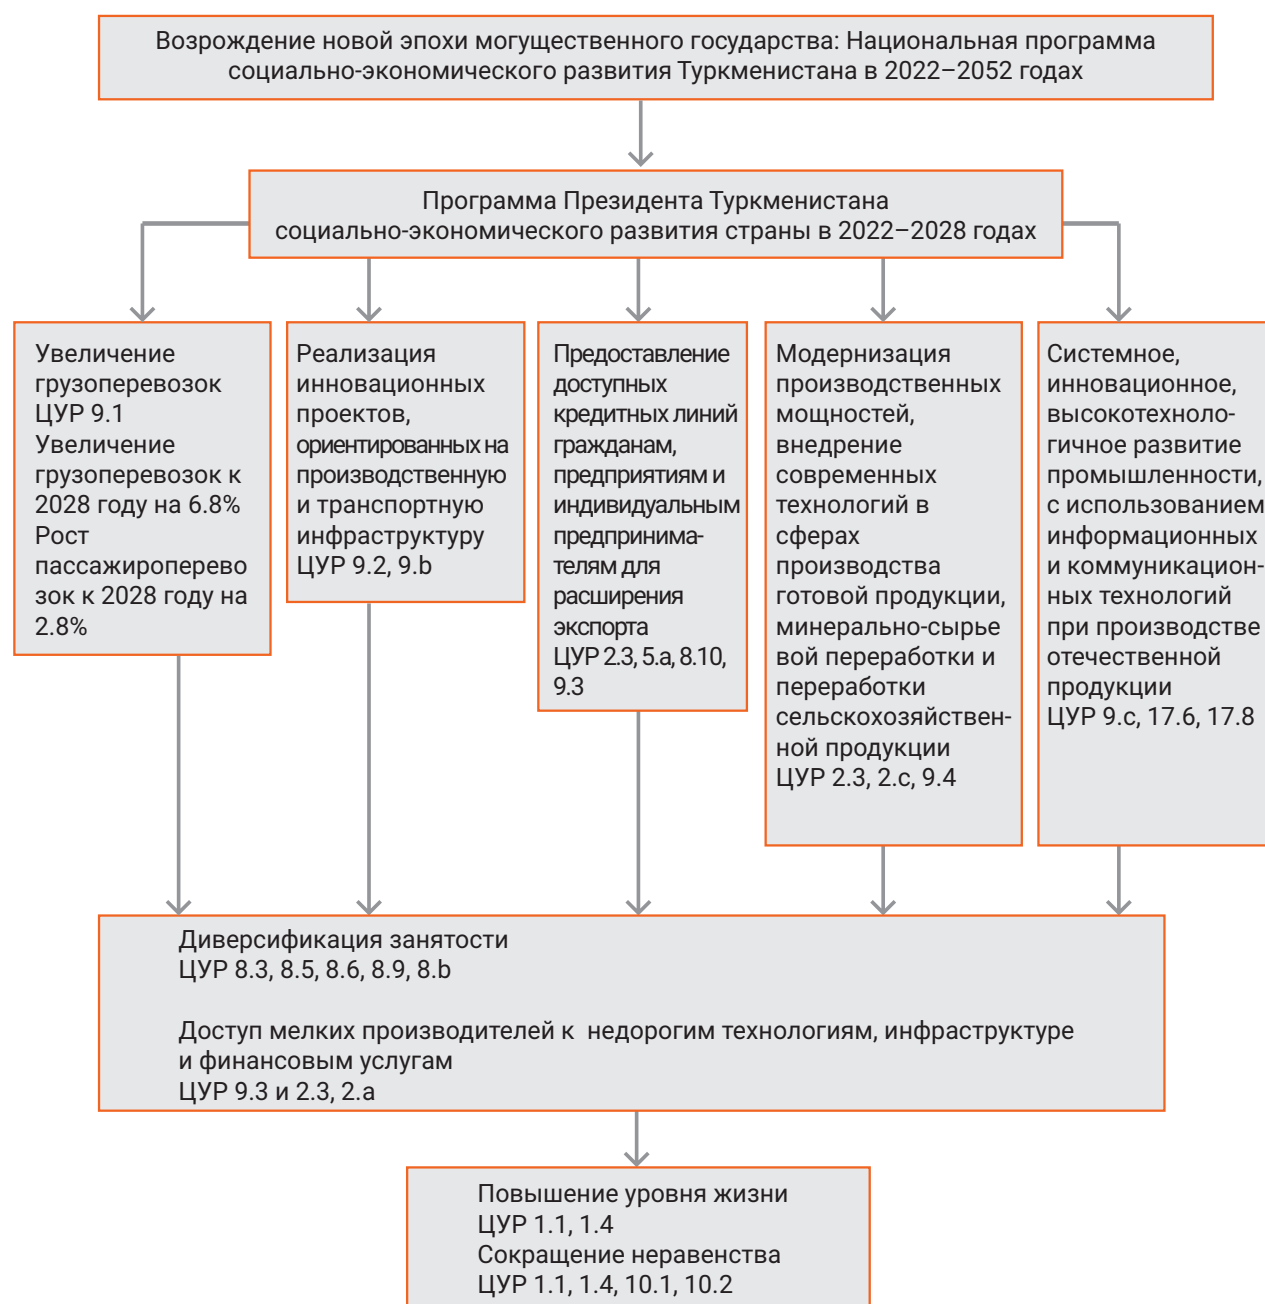 Возрождение новой эпохи могущественного государства: Национальная программа
социально-экономического развития Туркменистана в 2022–2052 годах
Программа Президента Туркменистана
социально-экономического развития страны в 2022–2028 годах
Увеличение
грузоперевозок
ЦУР 9.1
Увеличение
грузоперевозок к
2028 году на 6.8%
Рост
пассажироперево
зок к 2028 году на
2.8%
Реализация
инновационных
проектов,
ориентированных на
производственную
и транспортную
инфраструктуру
ЦУР 9.2, 9.b
Предоставление
доступных
кредитных линий
гражданам,
предприятиям и
индивидуальным
предпринима-
телям для
расширения
экспорта
ЦУР 2.3, 5.a, 8.10,
9.3
Модернизация
производственных
мощностей,
внедрение
современных
технологий в
сферах
производства
готовой продукции,
минерально-сырье
вой переработки и
переработки
сельскохозяйствен-
ной продукции
ЦУР 2.3, 2.c, 9.4
Системное,
инновационное,
высокотехноло-
гичное развитие
промышленности,
с использованием
информационных
и коммуникацион-
ных технологий
при производстве
отечественной
продукции
ЦУР 9.c, 17.6, 17.8
Диверсификация занятости
ЦУР 8.3, 8.5, 8.6, 8.9, 8.b
Доступ мелких производителей к недорогим технологиям, инфраструктуре
и финансовым услугам
ЦУР 9.3 и 2.3, 2.a
Повышение уровня жизни
ЦУР 1.1, 1.4
Сокращение неравенства
ЦУР 1.1, 1.4, 10.1, 10.2